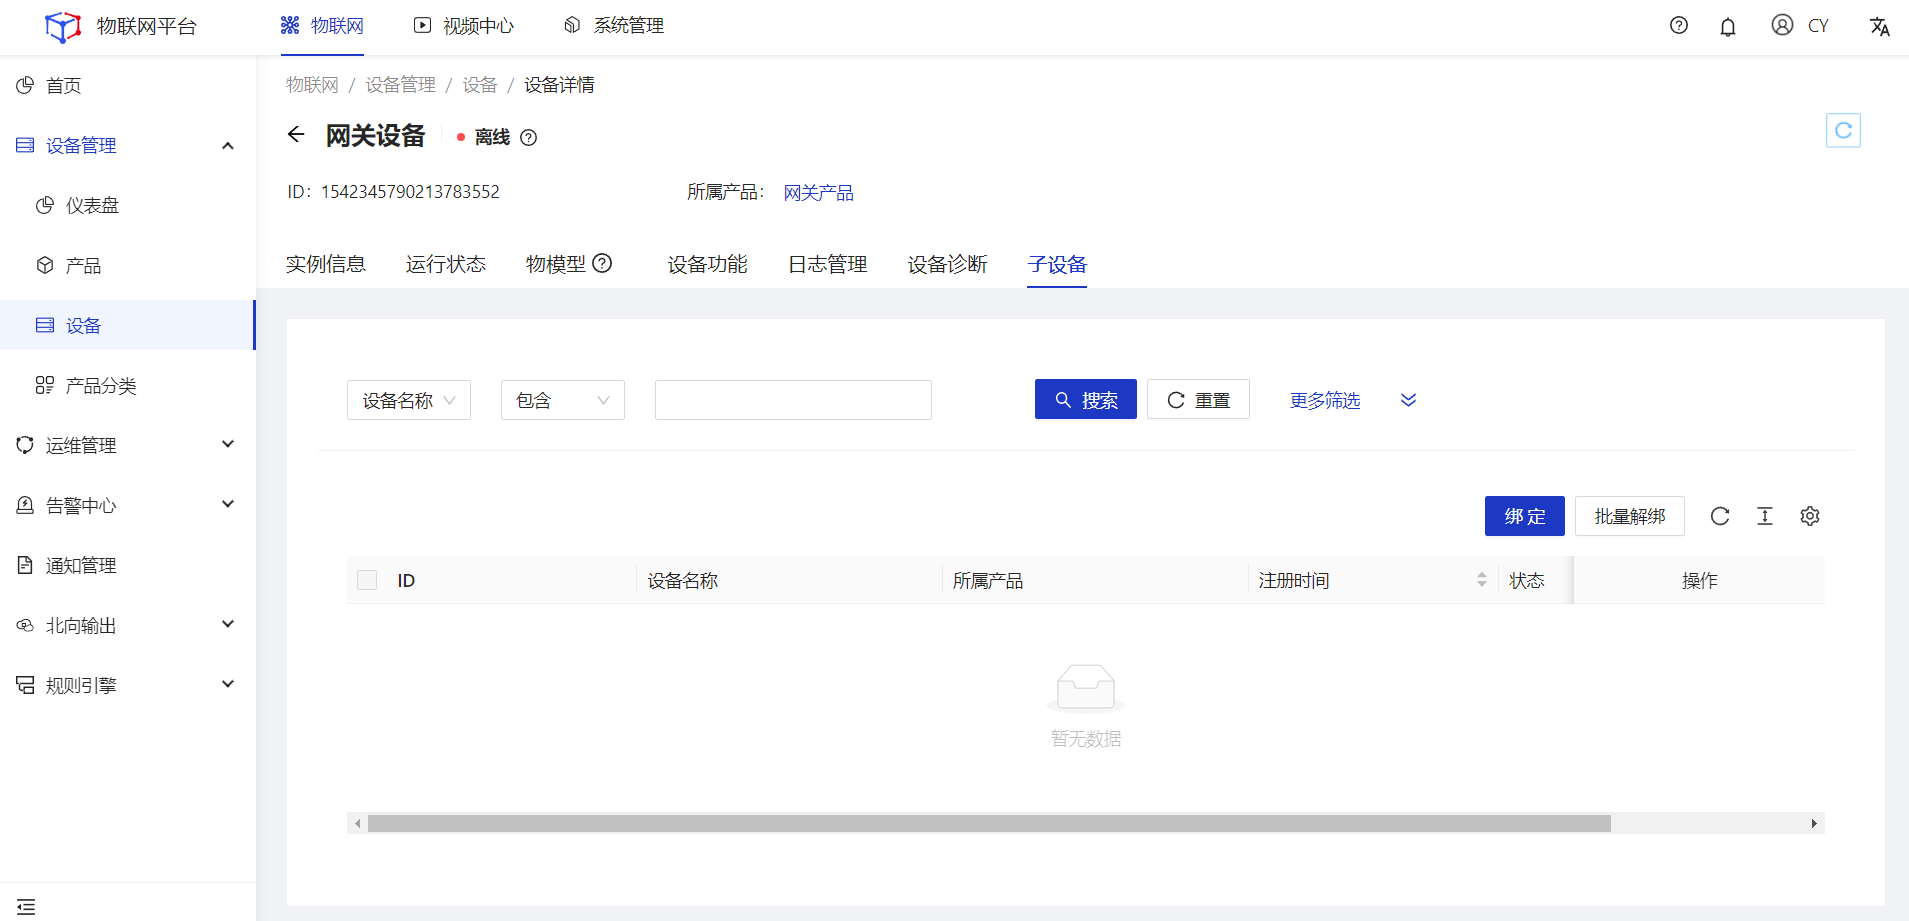 物联网平台
物联网
视频中心
系统管理
CY
首页
设备管理
仪表盘
产品
设备
产品分类
运维管理
告警中心
通知管理
北向输出
规则引擎
物联网 / 设备管理 / 设备 / 设备详情
网关设备
离线
ID：1542345790213783552
所属产品： 网关产品
实例信息
运行状态
物模型
设备功能
日志管理
设备诊断
子设备
设备名称
包含
搜索
重置
更多筛选
绑 定
批量解绑
ID
设备名称
所属产品
注册时间
状态
操作
暂无数据